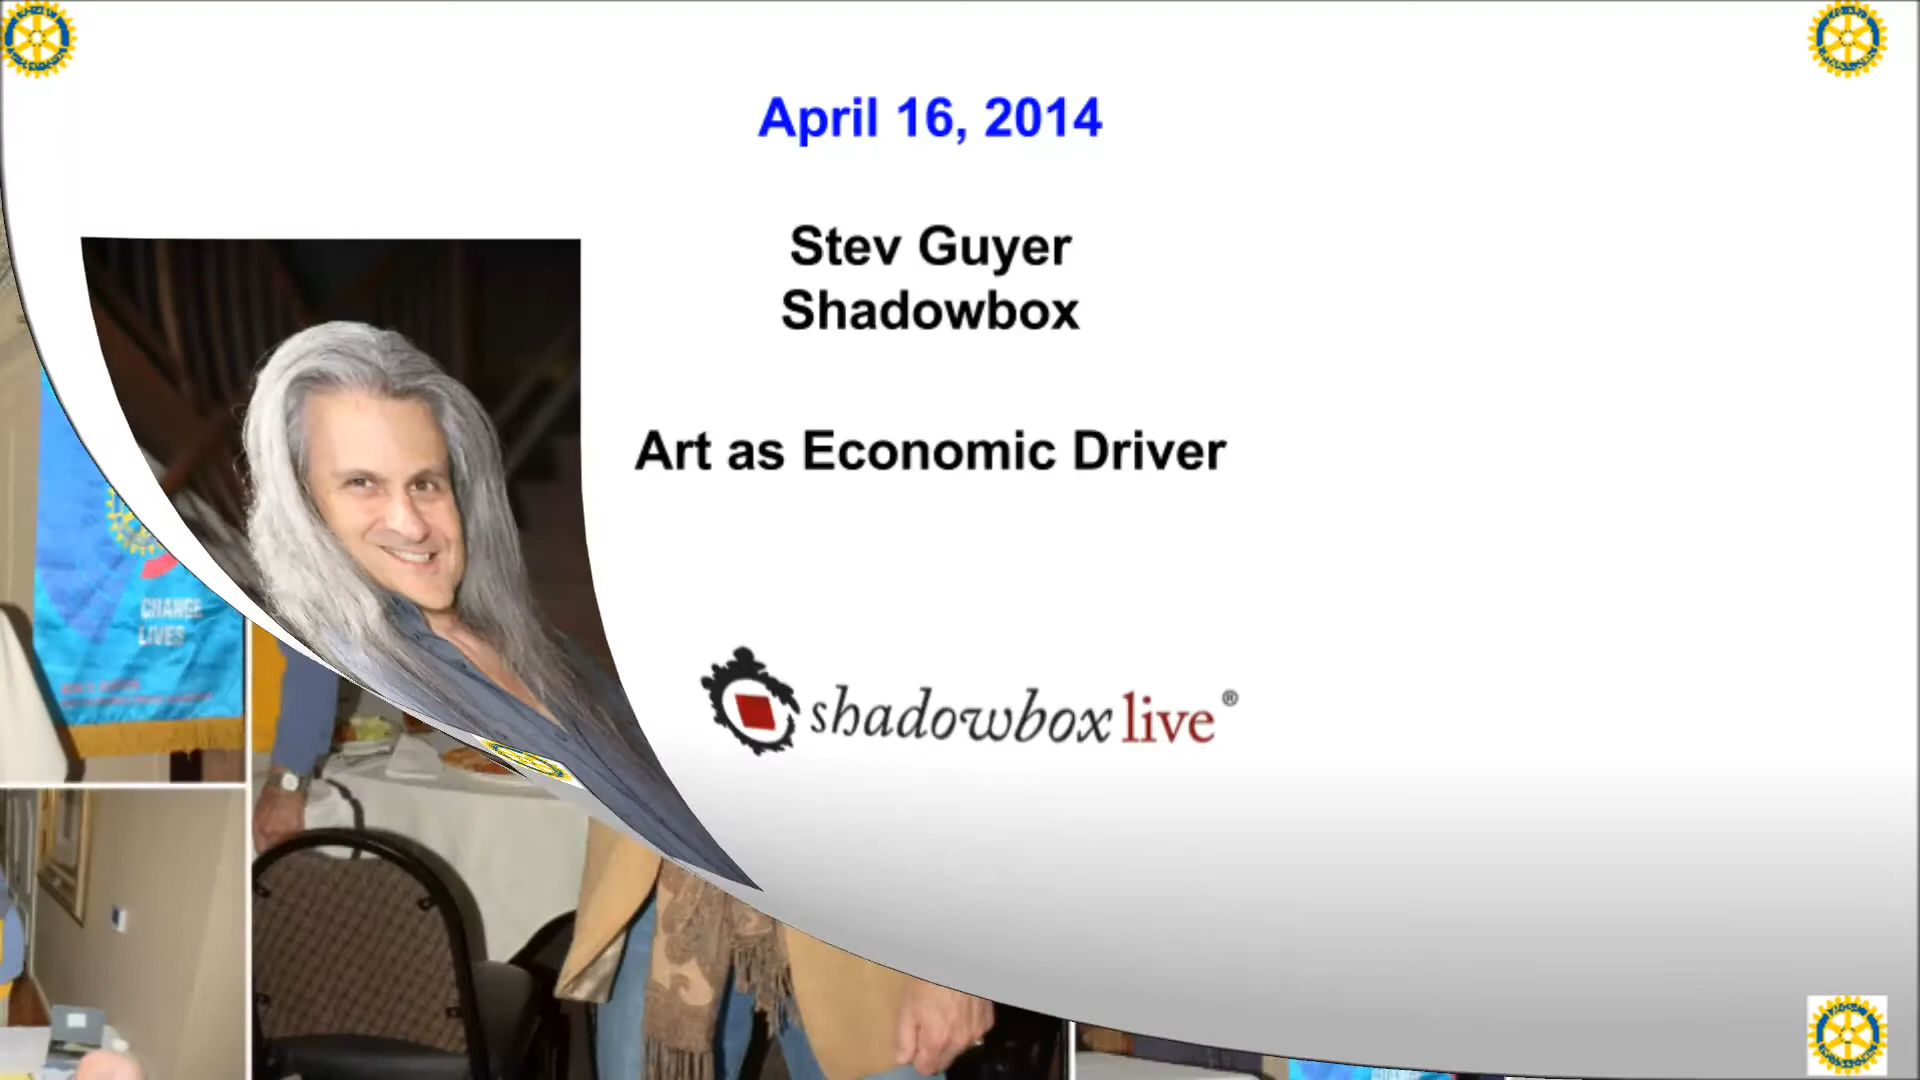 April 16, 2014
Stev Guyer
Shadowbox
Art as Economic Driver
shadowbox live®
CHANGE
LIVES